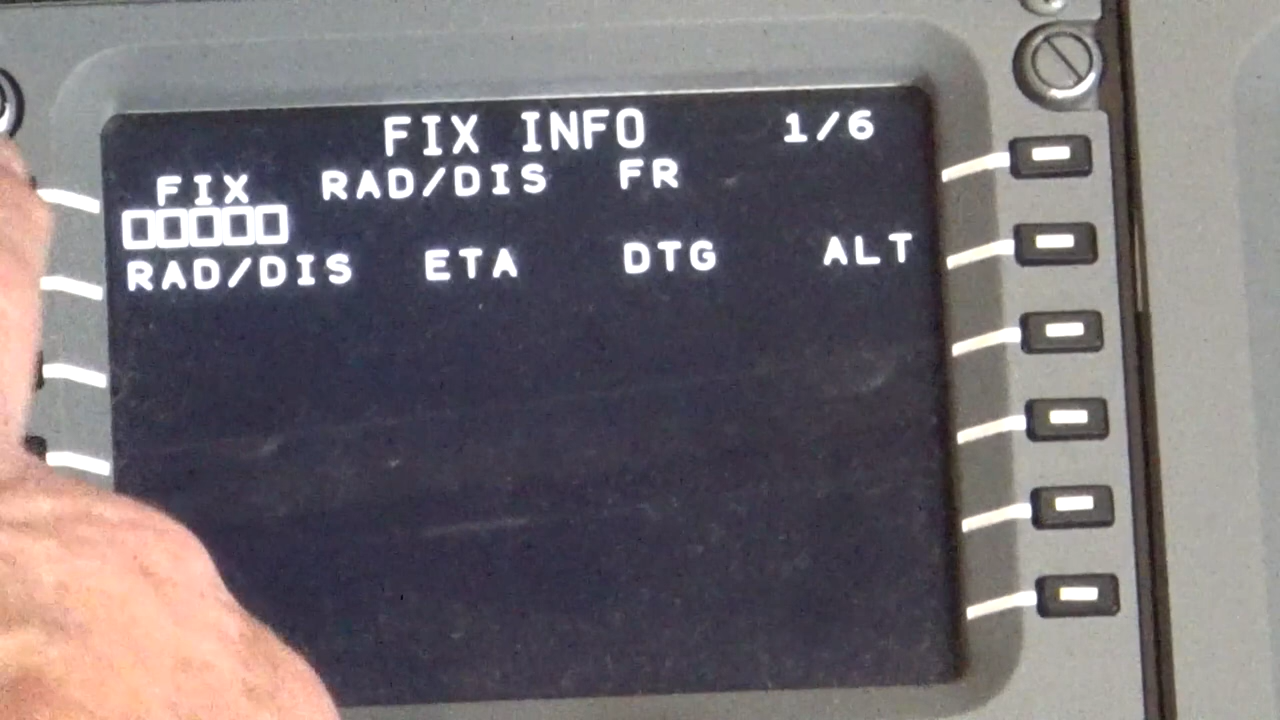 FIX INFO 1/6
FIX RAD/DIS FR
□□□□□
RAD/DIS ETA DTG ALT